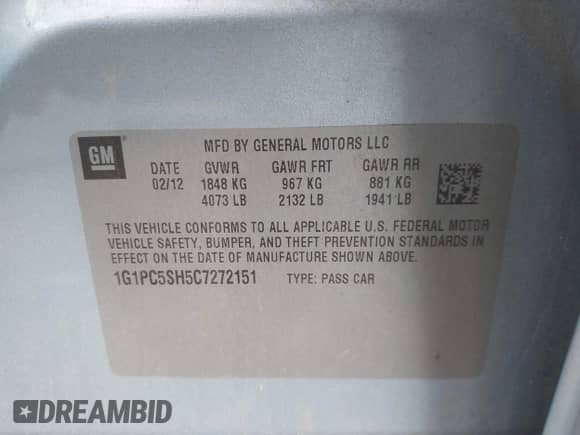 MFD BY GENERAL MOTORS LLC
GM
DATE GVWR GAWR FRT GAWR RR
02/12 1848 KG 967 KG 881 KG
4073 LB 2132 LB 1941 LB
THIS VEHICLE CONFORMS TO ALL APPLICABLE U.S. FEDERAL MOTOR
VEHICLE SAFETY, BUMPER, AND THEFT PREVENTION STANDARDS IN
EFFECT ON THE DATE OF MANUFACTURE SHOWN ABOVE.
1G1PC5SH5C7272151 TYPE: PASS CAR
DREAMBID